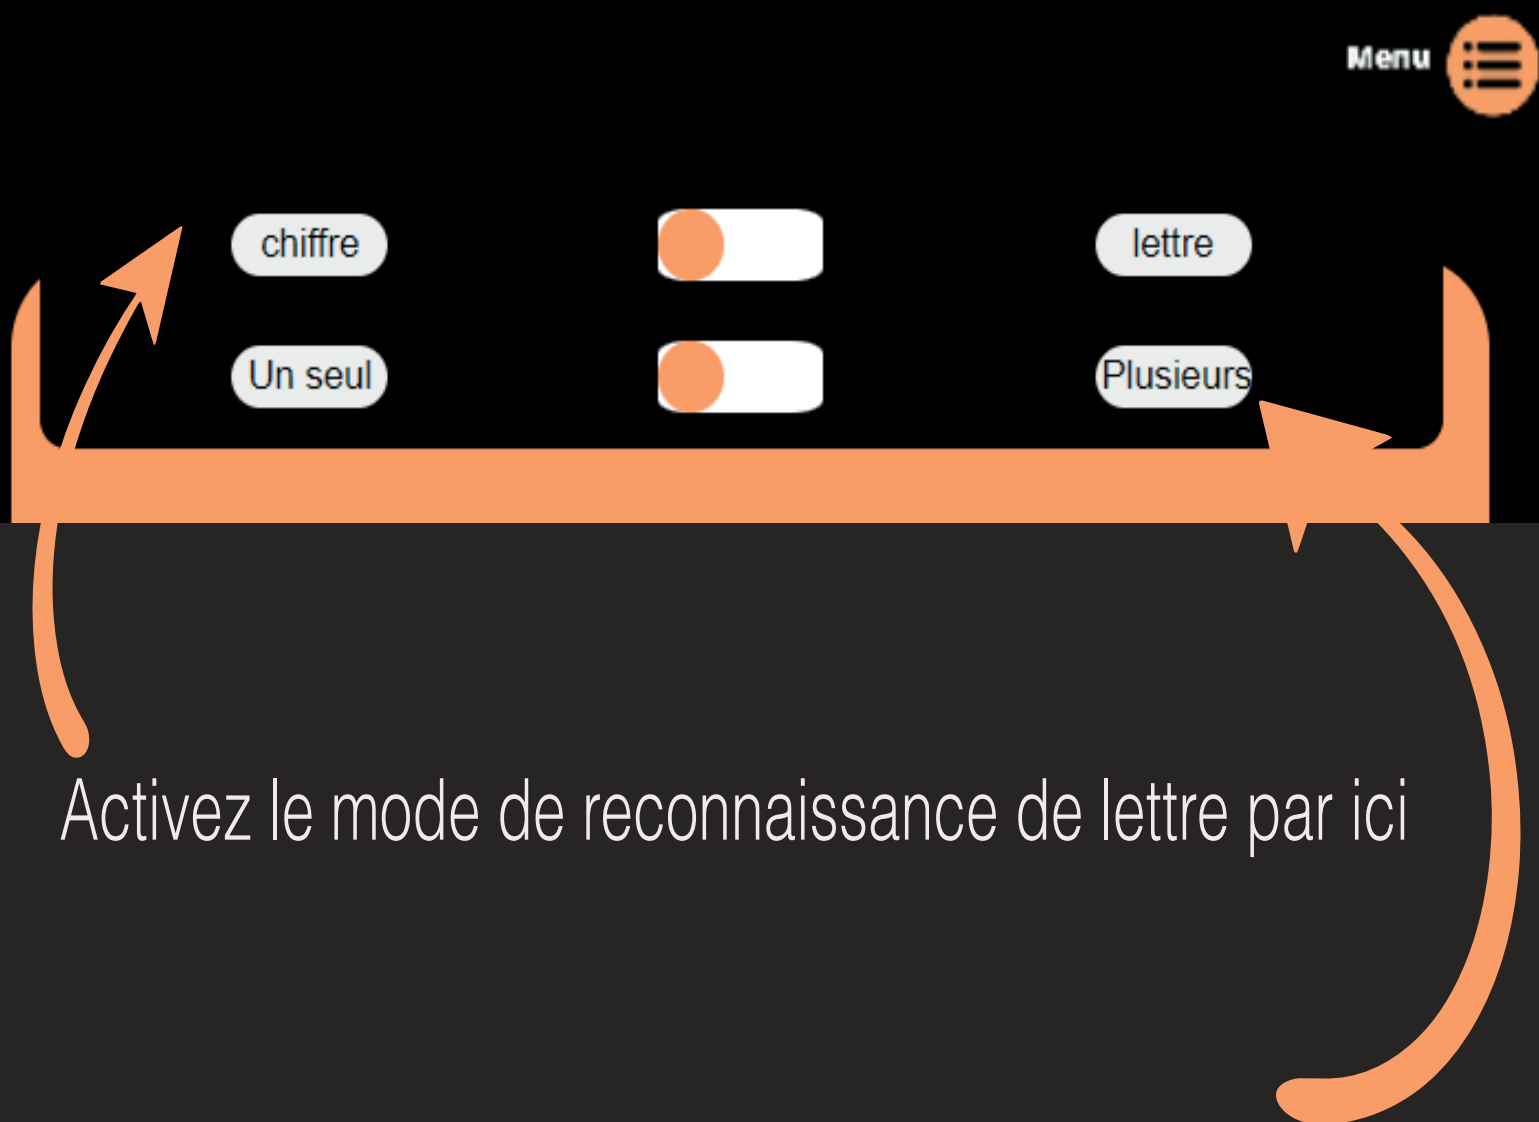 Menu
chiffre lettre
Un seul Plusieurs
Activez le mode de reconnaissance de lettre par ici